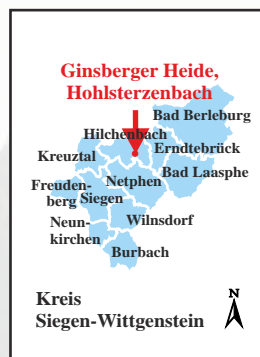 Ginsberger Heide,
Hohlsterzenbach
Bad Berleburg
Hilchenbach
Kreuztal
Erndtebrück
Bad Laasphe
Netphen
Freuden-
berg
Siegen
Neun-
kirchen
Wilnsdorf
Burbach
Kreis
Siegen-Wittgenstein
N